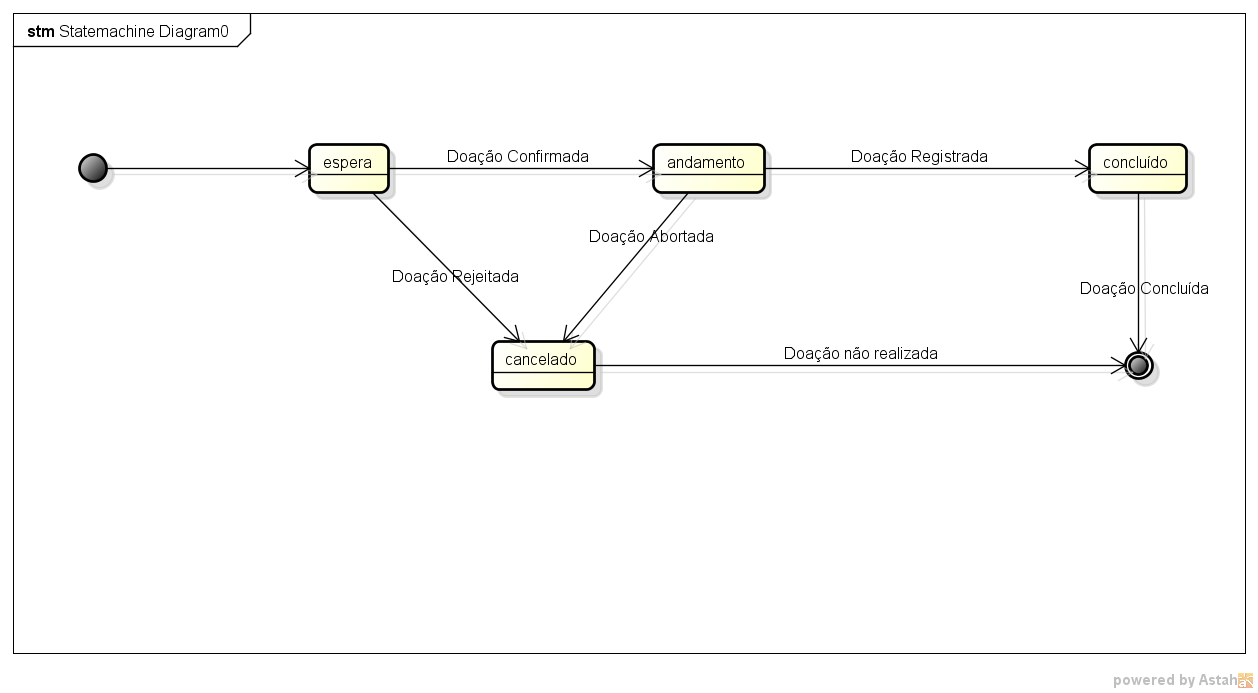 stm Statemachine Diagram0
espera
Doação Confirmada
andamento
Doação Registrada
concluído
Doação Abortada
Doação Rejeitada
Doação Concluída
cancelado
Doação não realizada
powered by Astah